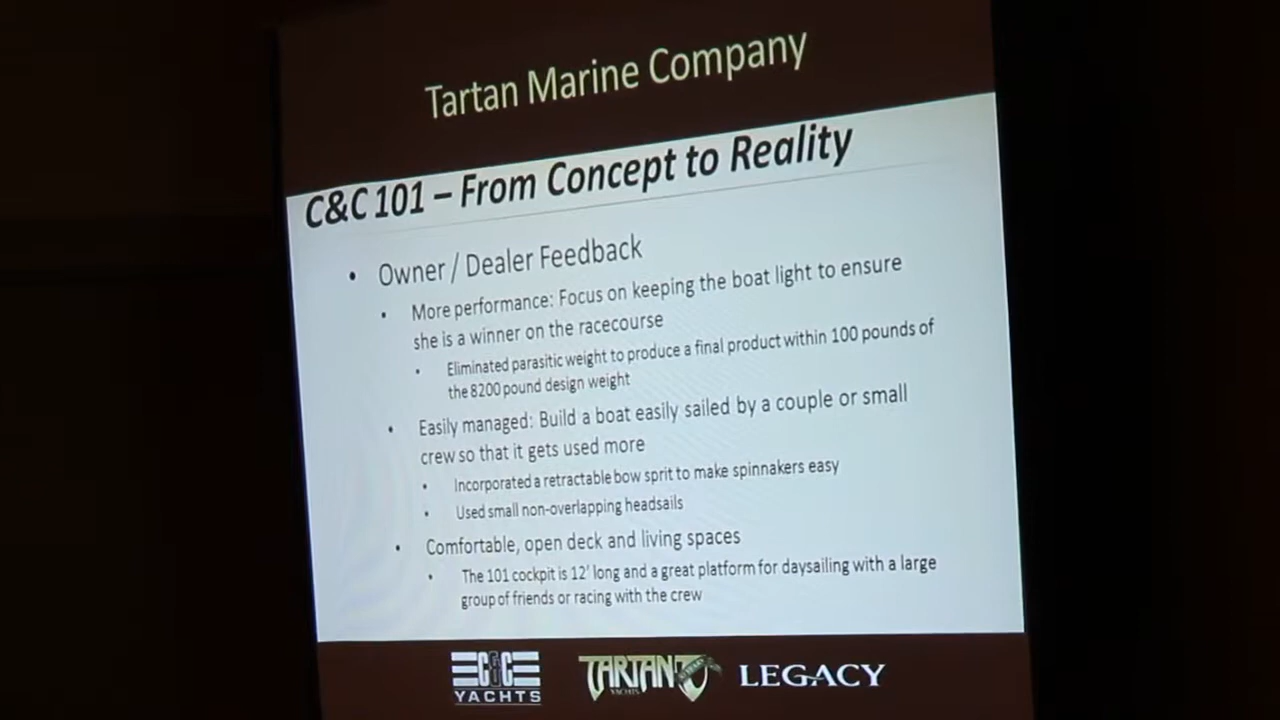 Tartan Marine Company
C&C 101 – From Concept to Reality
• Owner / Dealer Feedback
• More performance: Focus on keeping the boat light to ensure
she is a winner on the racecourse
• Eliminated parasitic weight to produce a final product within 100 pounds of
the 8200 pound design weight
• Easily managed: Build a boat easily sailed by a couple or small
crew so that it gets used more
• Incorporated a retractable bow sprit to make spinnakers easy
• Used small non-overlapping headsails
• Comfortable, open deck and living spaces
• The 101 cockpit is 12' long and a great platform for daysailing with a large
group of friends or racing with the crew
C&C
YACHTS
TARTAN
YACHTS
LEGACY